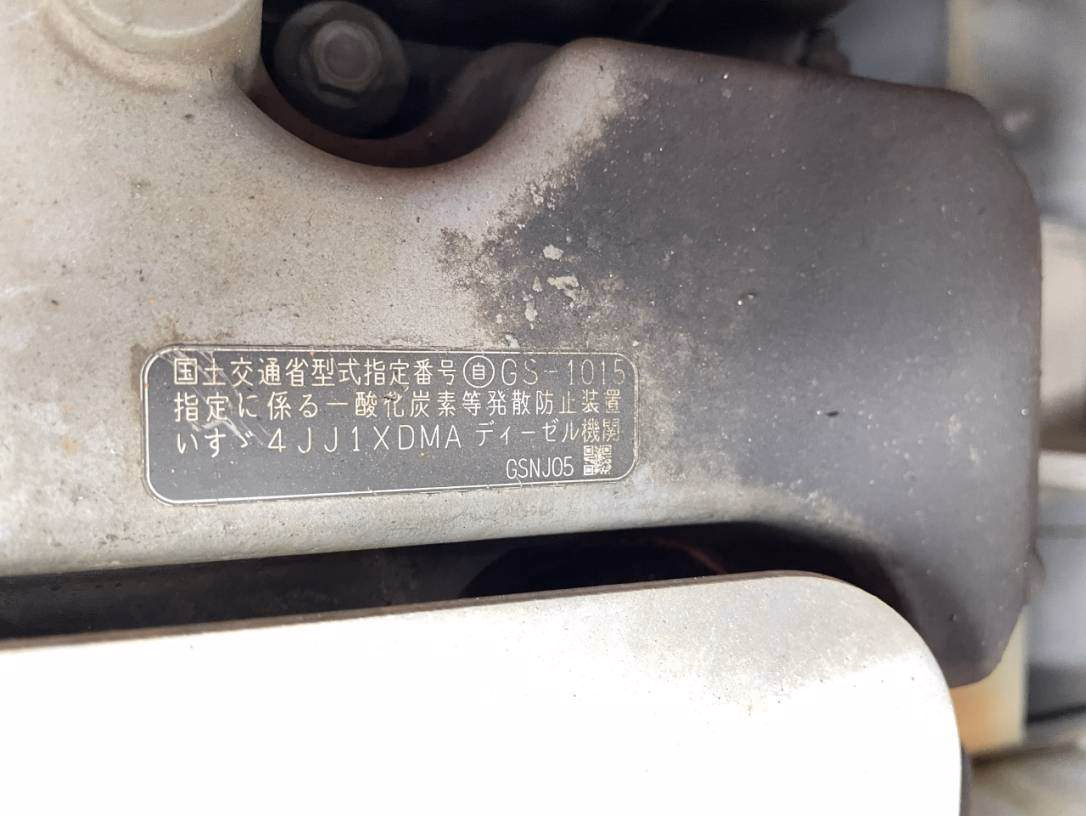 国土交通省型式指定番号㊞GS-1015
指定に係る一酸化炭素等発散防止装置
いすゞ 4JJ1XDMA ディーゼル機関
GSNJ05